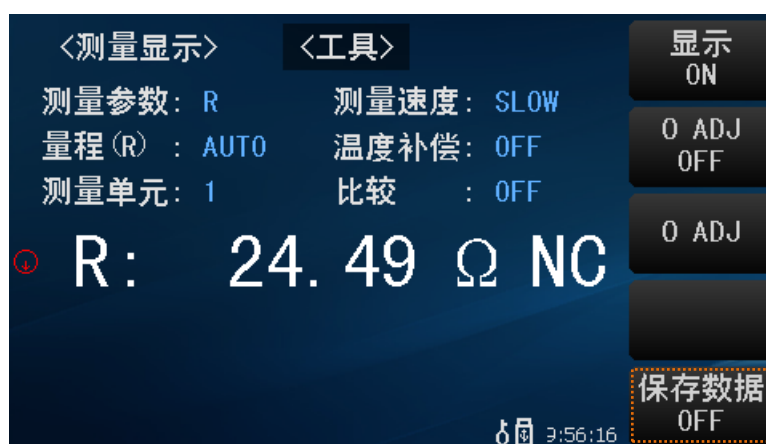 <测量显示> <工具>
测量参数: R 测量速度: SLOW
量程(R) : AUTO 温度补偿: OFF
测量单元: 1 比较 : OFF
R: 24.49 Ω NC
9:56:16
显示
ON
O ADJ
OFF
O ADJ
保存数据
OFF